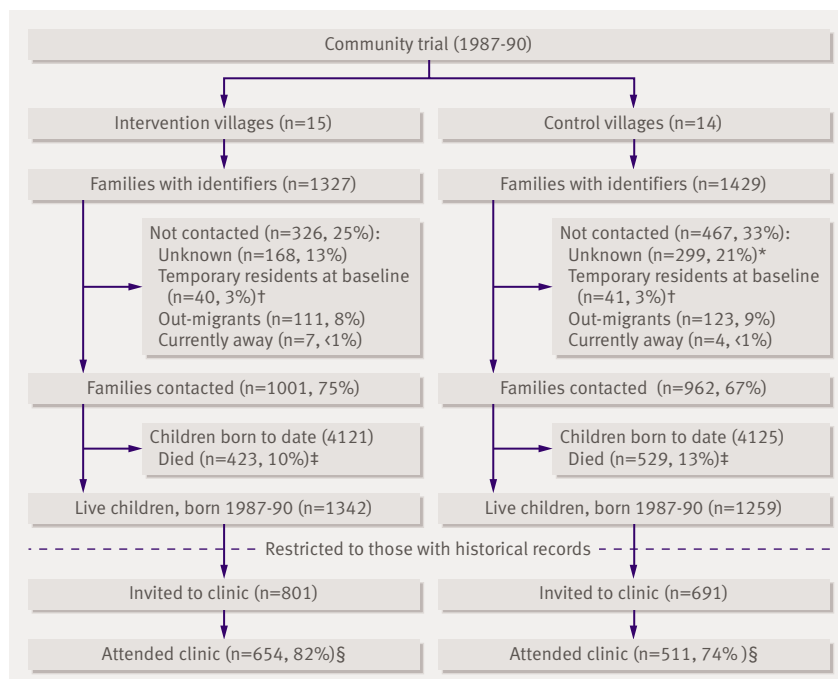 Community trial (1987-90)
Intervention villages (n=15)
Control villages (n=14)
Families with identifiers (n=1327)
Families with identifiers (n=1429)
Not contacted (n=326, 25%):
Unknown (n=168, 13%)
Temporary residents at baseline
(n=40, 3%)†
Out-migrants (n=111, 8%)
Currently away (n=7, <1%)
Not contacted (n=467, 33%):
Unknown (n=299, 21%)*
Temporary residents at baseline
(n=41, 3%)†
Out-migrants (n=123, 9%)
Currently away (n=4, <1%)
Families contacted (n=1001, 75%)
Families contacted (n=962, 67%)
Children born to date (4121)
Died (n=423, 10%)‡
Children born to date (4125)
Died (n=529, 13%)‡
Live children, born 1987-90 (n=1342)
Live children, born 1987-90 (n=1259)
Restricted to those with historical records
Invited to clinic (n=801)
Invited to clinic (n=691)
Attended clinic (n=654, 82%)§
Attended clinic (n=511, 74% )§